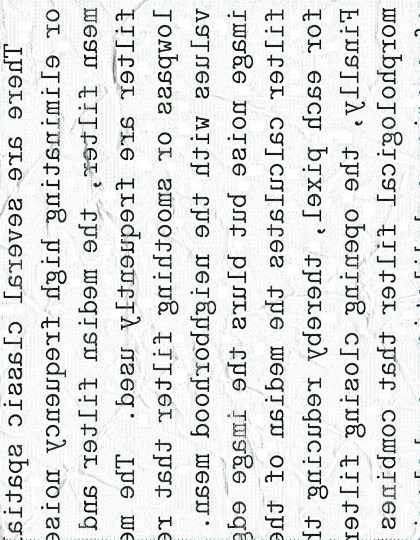 There are several classic spatia
or eliminating high frequency noise
mean filter, the median filter and
filter are frequently used. The me
lowpass or smoothing filter that re
values with the neighborhood mean.
image noise but blurs the image edge
filter calculates the median of the
for each pixel, thereby reducing th
Finally, the opening closing filter
morphological filter that combines